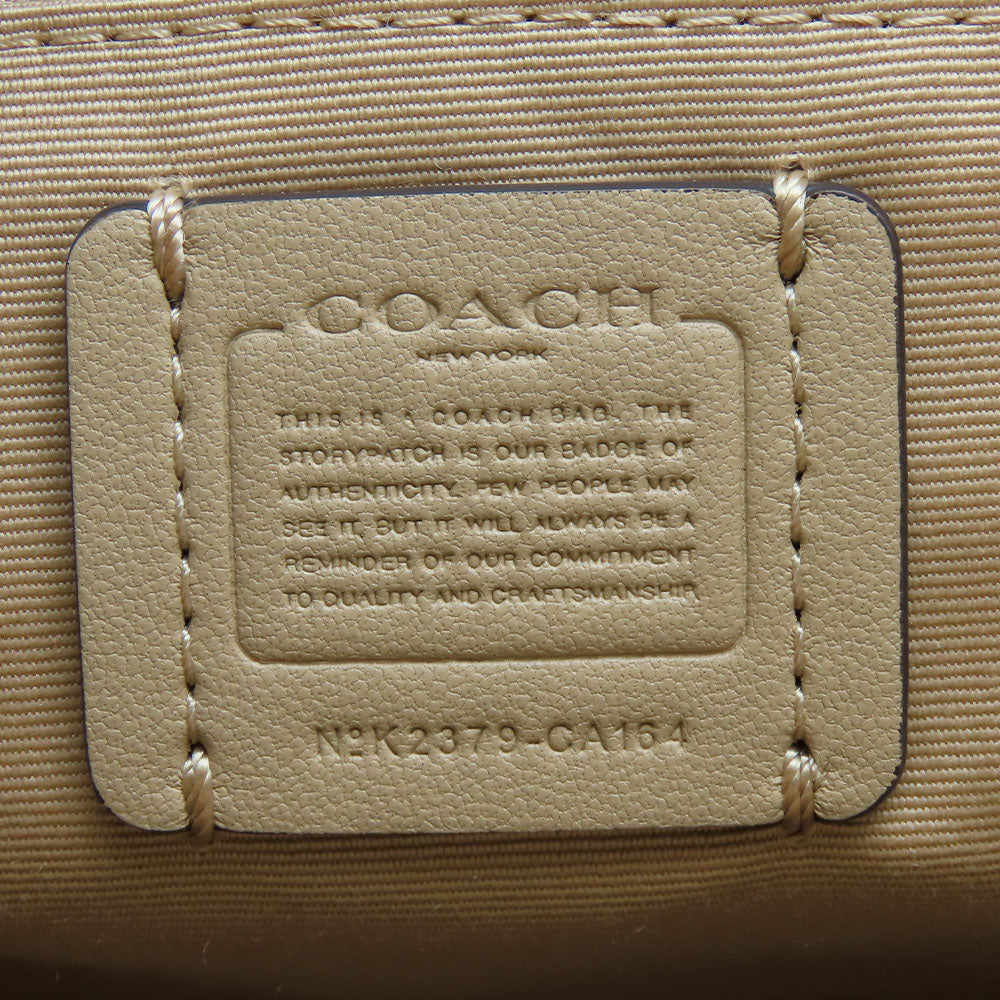 COACH
NEW YORK
THIS IS A COACH BAG. THE
STORYPATCH IS OUR BADGE OF
AUTHENTICITY. FEW PEOPLE MAY
SEE IT, BUT IT WILL ALWAYS BE A
REMINDER OF OUR COMMITMENT
TO QUALITY AND CRAFTSMANSHIP.
NºK2379-CA164